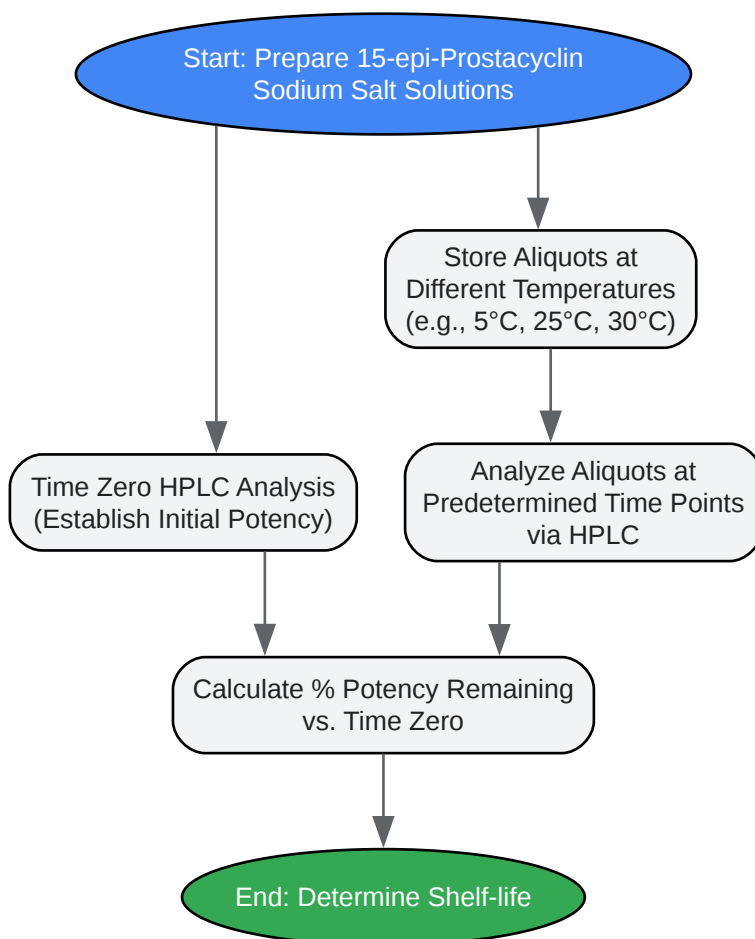 Start: Prepare 15-epi-Prostacyclin
Sodium Salt Solutions
Store Aliquots at
Different Temperatures
(e.g., 5°C, 25°C, 30°C)
Time Zero HPLC Analysis
(Establish Initial Potency)
Analyze Aliquots at
Predetermined Time Points
via HPLC
Calculate % Potency Remaining
vs. Time Zero
End: Determine Shelf-life